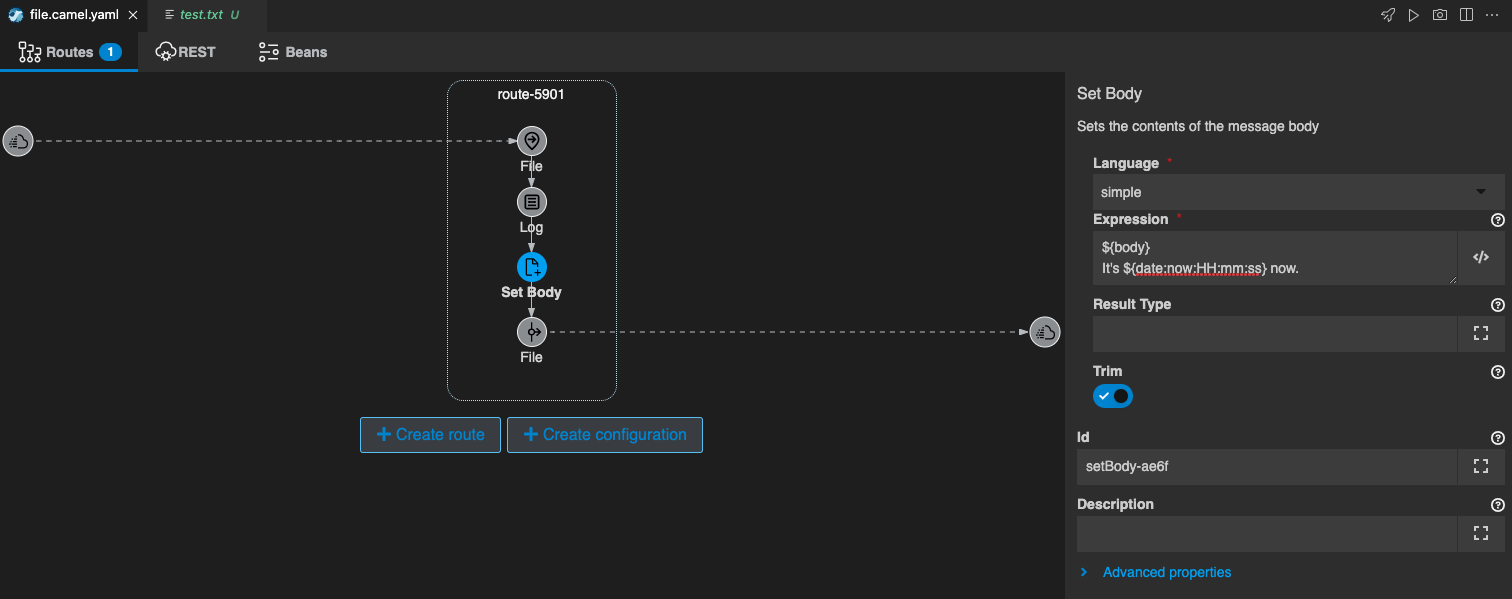 file.camel.yaml
test.txt U
Routes 1
REST
Beans
route-5901
File
Log
Set Body
File
Create route
Create configuration
Set Body
Sets the contents of the message body
Language *
simple
Expression *
${body}
It's ${date:now:HH:mm:ss} now.
Result Type
Trim
Id
setBody-ae6f
Description
Advanced properties